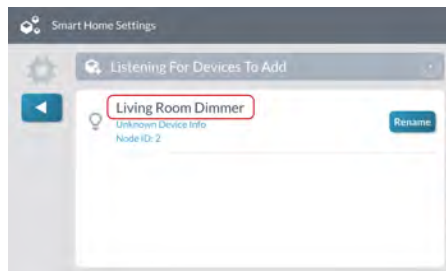 Smart Home Settings
Listening For Devices To Add
Living Room Dimmer
Unknown Device Info
Node ID: 2
Rename